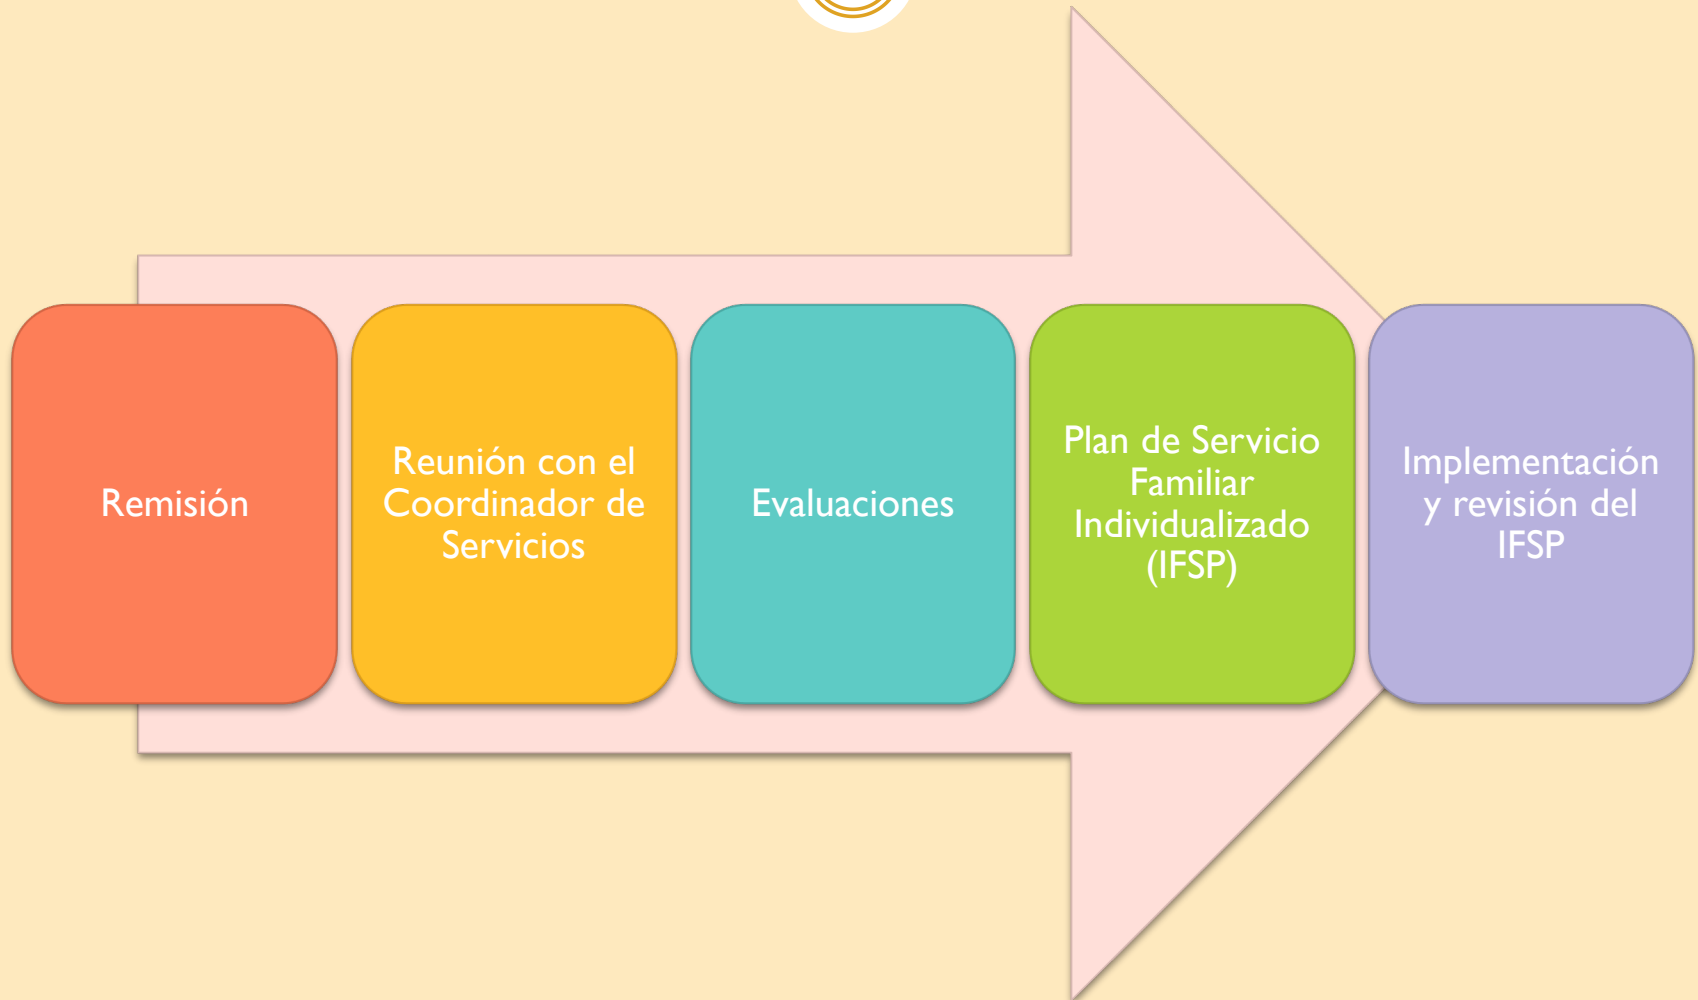 Remisión
Reunión con el
Coordinador de
Servicios
Evaluaciones
Plan de Servicio
Familiar
Individualizado
(IFSP)
Implementación
y revisión del
IFSP